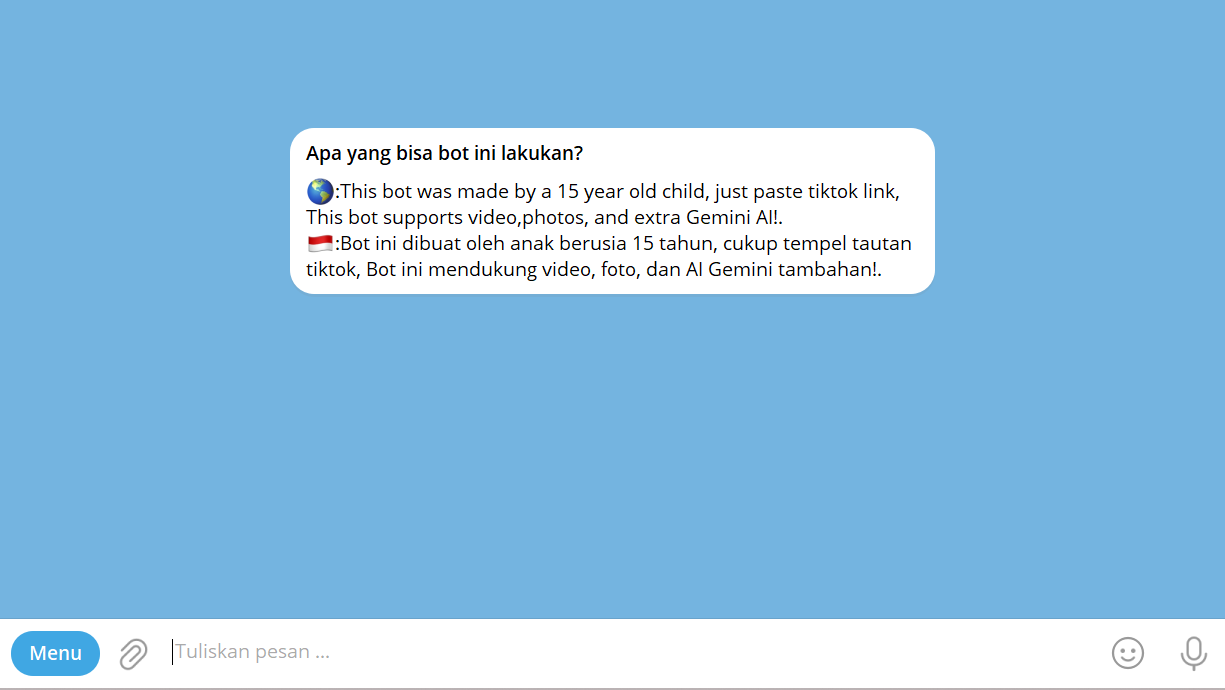 Apa yang bisa bot ini lakukan?
🌎:This bot was made by a 15 year old child, just paste tiktok link,
This bot supports video,photos, and extra Gemini AI!.
🇮🇩:Bot ini dibuat oleh anak berusia 15 tahun, cukup tempel tautan
tiktok, Bot ini mendukung video, foto, dan AI Gemini tambahan!.
Menu
Tuliskan pesan ...